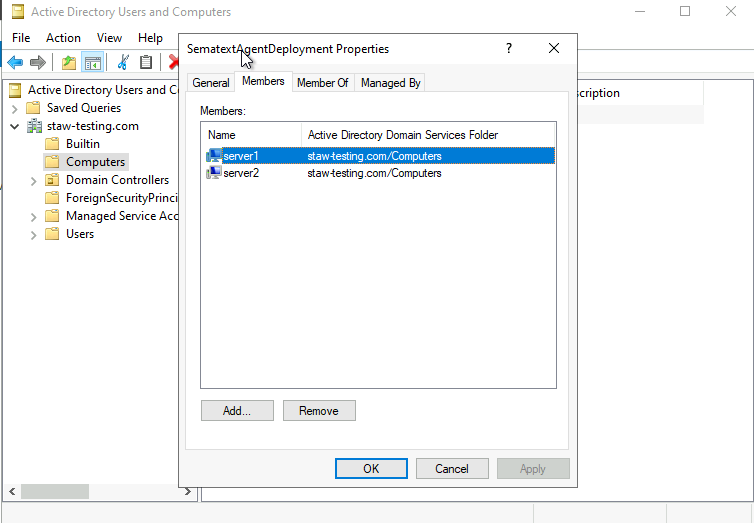 Active Directory Users and Computers
File Action View Help
Active Directory Users and Co
Saved Queries
staw-testing.com
Builtin
Computers
Domain Controllers
ForeignSecurityPrinci
Managed Service Acc
Users
scription
SematextAgentDeployment Properties
?
General Members Member Of Managed By
Members:
Name Active Directory Domain Services Folder
server1 staw-testing.com/Computers
server2 staw-testing.com/Computers
Add... Remove
OK Cancel Apply